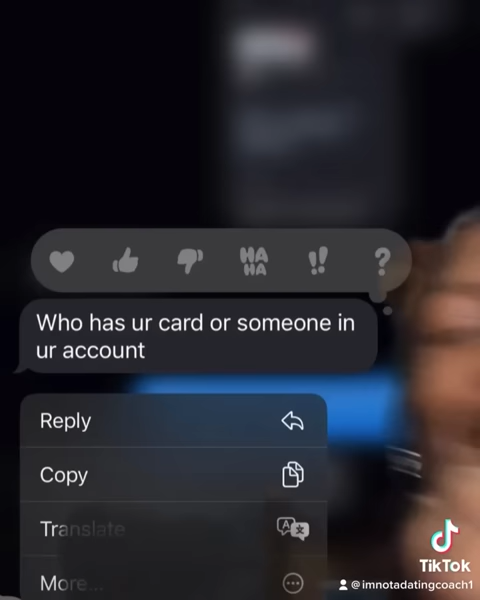 HA
HA
Who has ur card or someone in
ur account
Reply
Copy
Translate
More...
TikTok
@imnotadatingcoach1